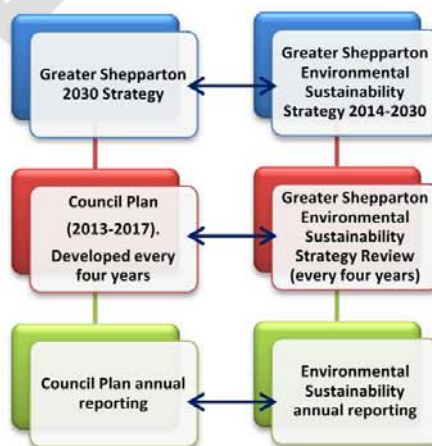 Greater Shepparton
2030 Strategy
Greater Shepparton
Environmental
Sustainability
Strategy 2014-2030
Council Plan
(2013-2017).
Developed every
four years
Greater Shepparton
Environmental
Sustainability
Strategy Review
(every four years)
Council Plan annual
reporting
Environmental
Sustainability
annual reporting